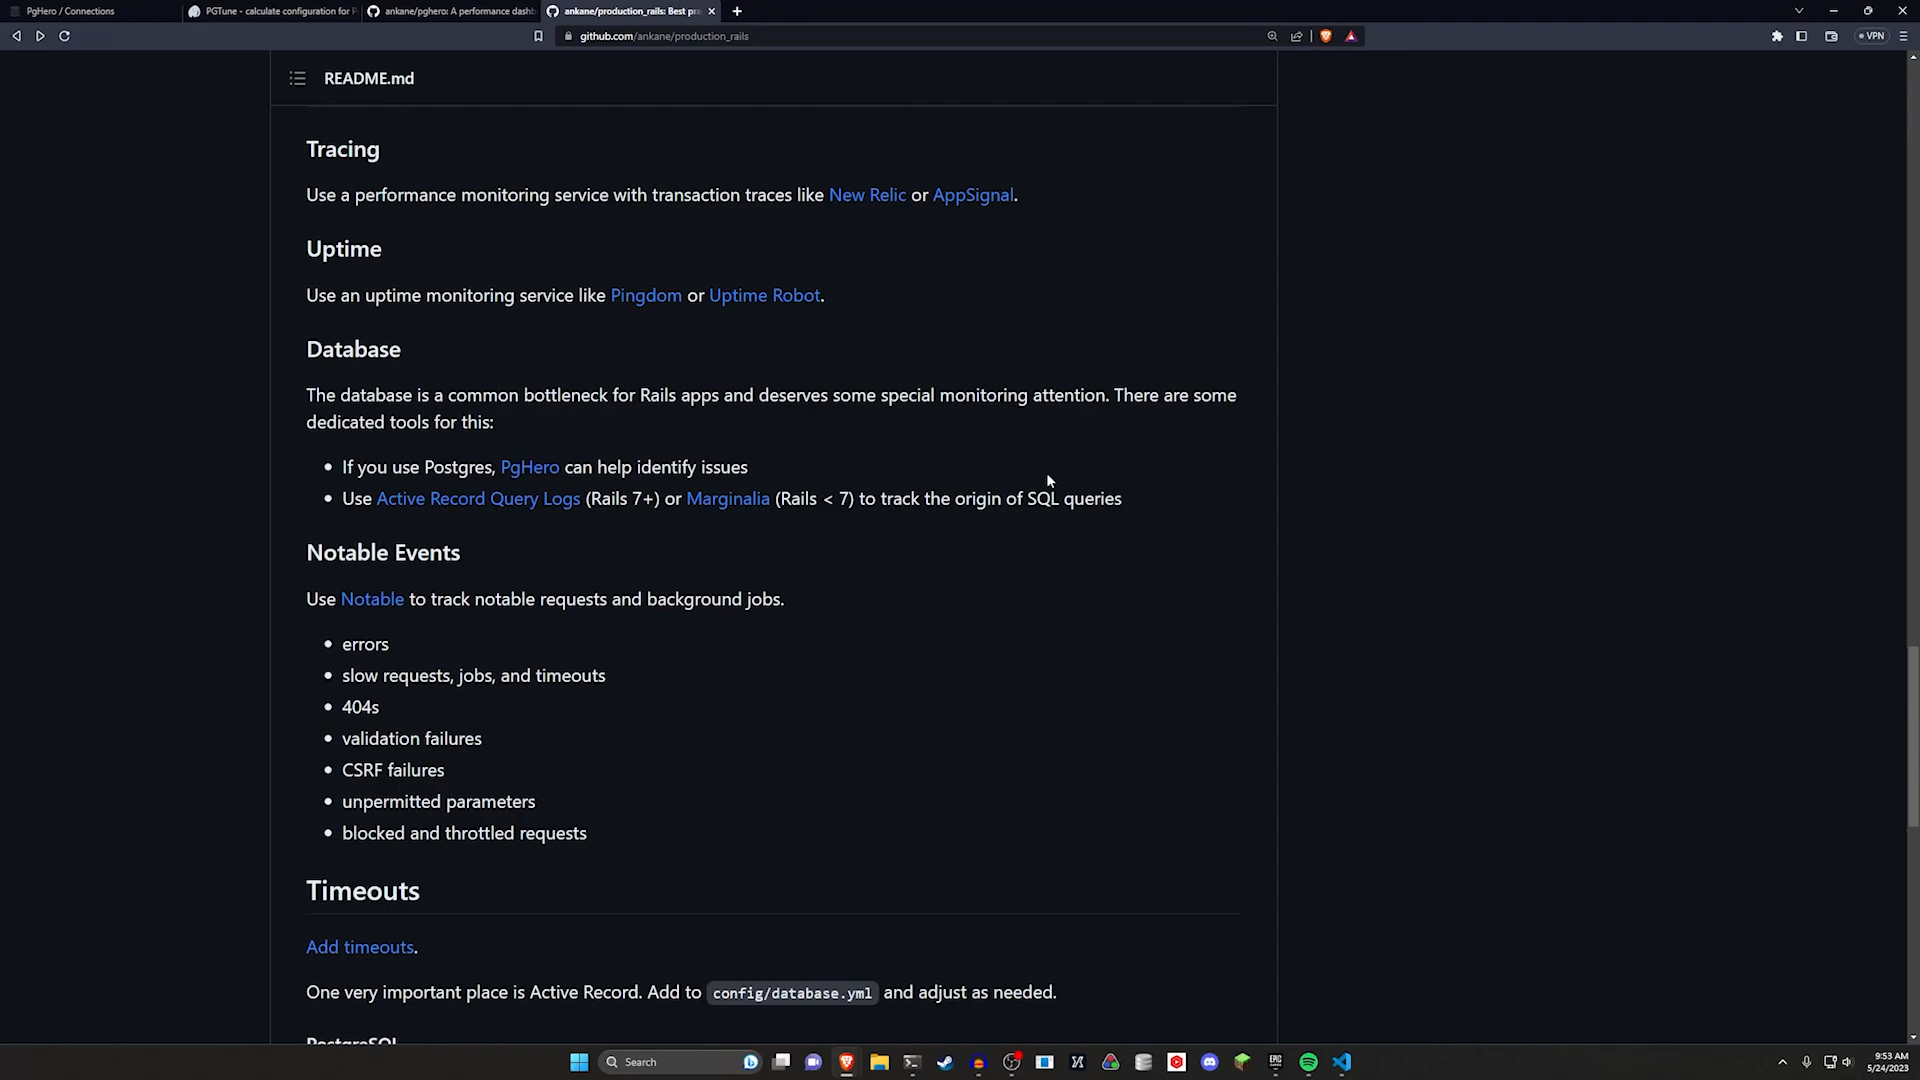 PgHero / Connections
PGTune - calculate configuration for P
ankane/pghero: A performance dashb
ankane/production_rails: Best pr
github.com/ankane/production_rails
VPN
README.md
Tracing
Use a performance monitoring service with transaction traces like New Relic or AppSignal.
Uptime
Use an uptime monitoring service like Pingdom or Uptime Robot.
Database
The database is a common bottleneck for Rails apps and deserves some special monitoring attention. There are some
dedicated tools for this:
• If you use Postgres, PgHero can help identify issues
• Use Active Record Query Logs (Rails 7+) or Marginalia (Rails < 7) to track the origin of SQL queries
Notable Events
Use Notable to track notable requests and background jobs.
• errors
• slow requests, jobs, and timeouts
• 404s
• validation failures
• CSRF failures
• unpermitted parameters
• blocked and throttled requests
Timeouts
Add timeouts.
One very important place is Active Record. Add to config/database.yml and adjust as needed.
PostgreSQL
Search
EPIC
9:53 AM
5/24/2023